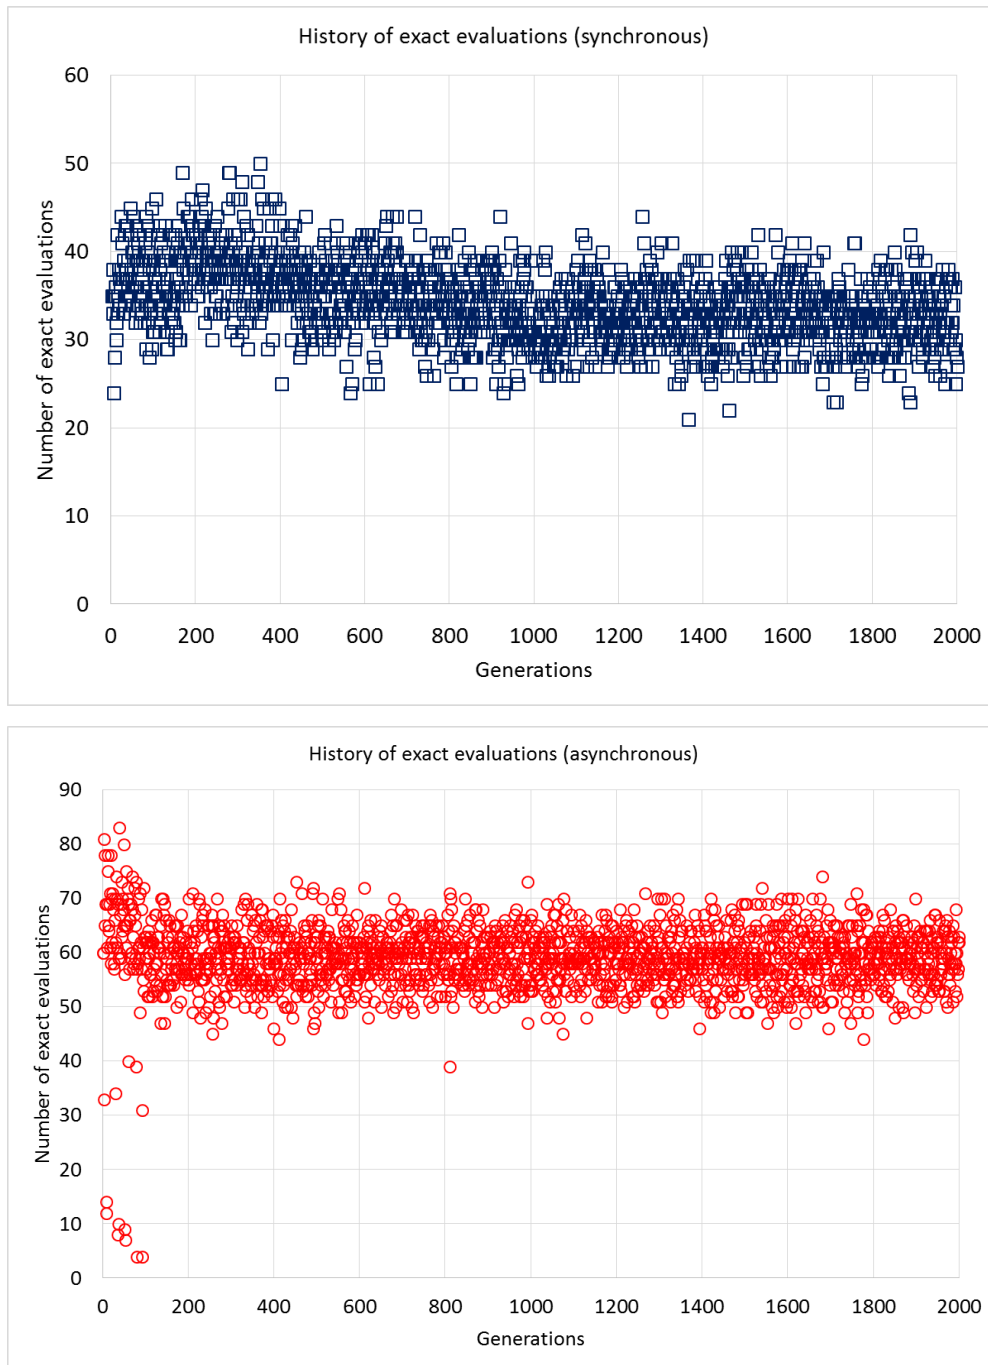 History of exact evaluations (synchronous)
60
50
40
30
20
10
0
Number of exact evaluations
0 200 400 600 800 1000 1200 1400 1600 1800 2000
Generations
History of exact evaluations (asynchronous)
90
80
70
60
50
40
30
20
10
0
Number of exact evaluations
0 200 400 600 800 1000 1200 1400 1600 1800 2000
Generations